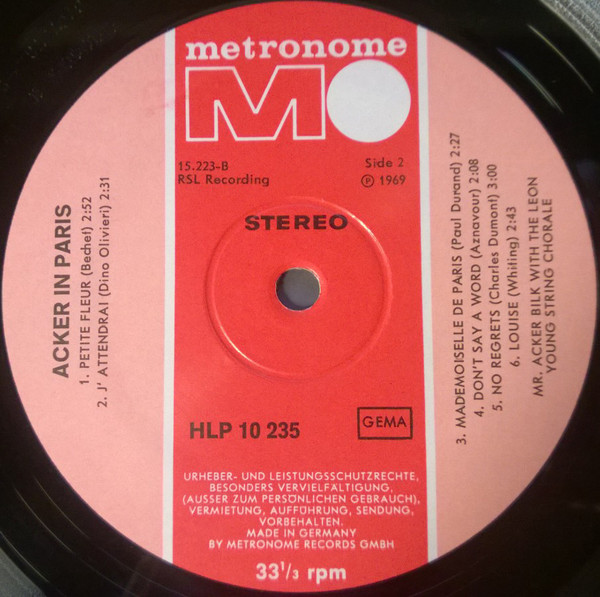 metronome
MO
15.223-B
RSL Recording
Side 2
Ⓟ 1969
STEREO
ACKER IN PARIS
1. PETITE FLEUR (Bechet) 2:52
2. J' ATTENDRAI (Dino Olivieri) 2:31
3. MADEMOISELLE DE PARIS (Paul Durand) 2:27
4. DON'T SAY A WORD (Aznavour) 2:08
5. NO REGRETS (Charles Dumont) 3:00
6. LOUISE (Whiting) 2:43
MR. ACKER BILK WITH THE LEON
YOUNG STRING CHORALE
HLP 10 235
GEMA
URHEBER- UND LEISTUNGSSCHUTZRECHTE,
BESONDERS VERVIELFÄLTIGUNG,
(AUSSER ZUM PERSÖNLICHEN GEBRAUCH),
VERMIETUNG, AUFFÜHRUNG, SENDUNG,
VORBEHALTEN.
MADE IN GERMANY
BY METRONOME RECORDS GMBH
33 1/3 rpm